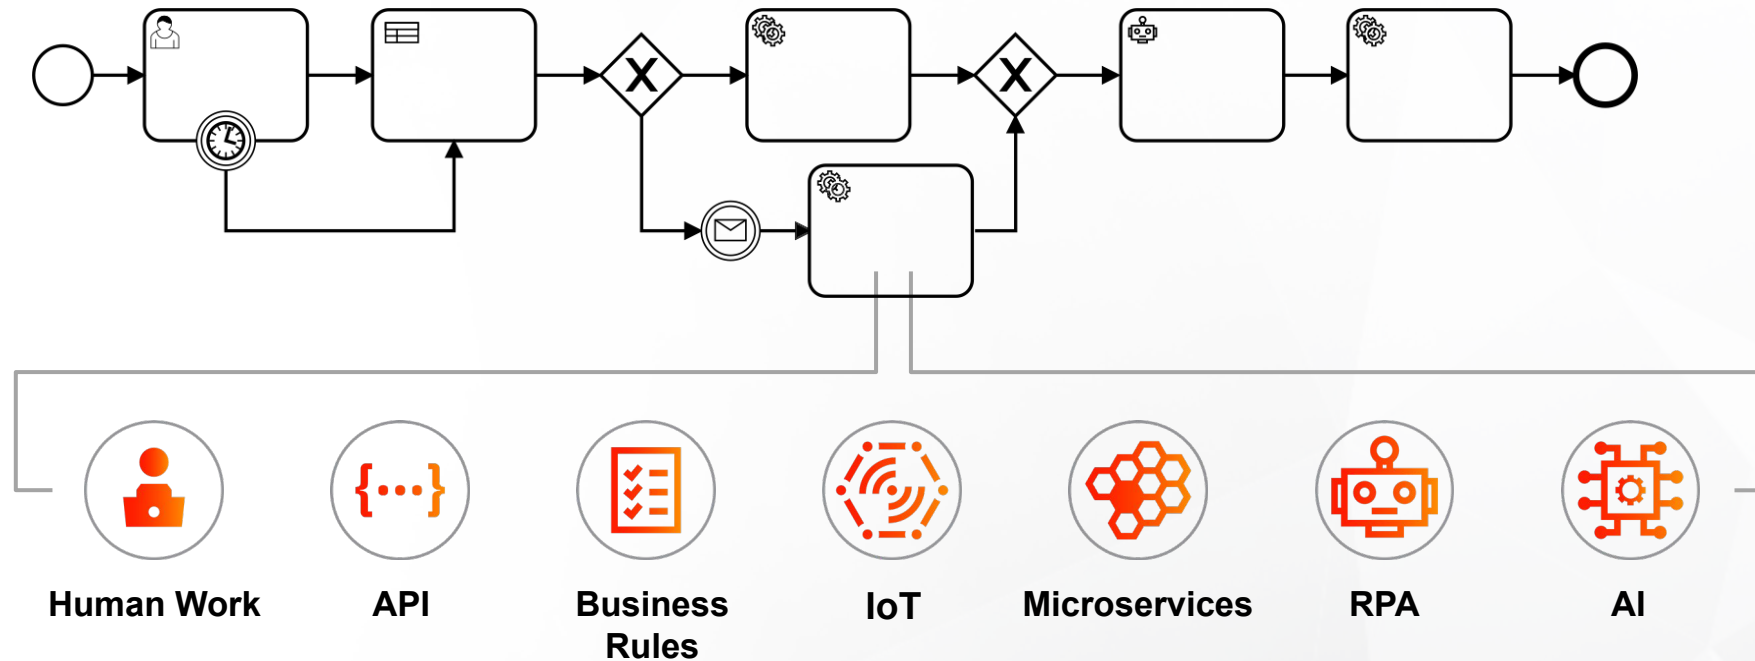 X
X
{...}
Human Work
API
Business
Rules
IoT
Microservices
RPA
AI